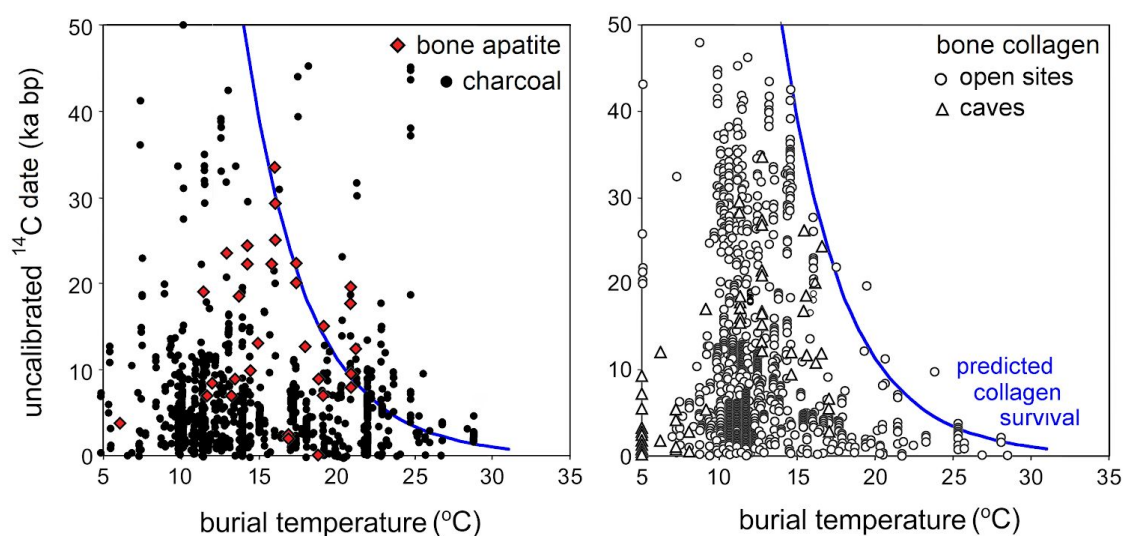 bone apatite
charcoal
uncalibrated ¹⁴C date (ka bp)
50
40
30
20
10
0
5 10 15 20 25 30 35
burial temperature (°C)
bone collagen
open sites
caves
predicted
collagen
survival
50
40
30
20
10
0
5 10 15 20 25 30 35
burial temperature (°C)